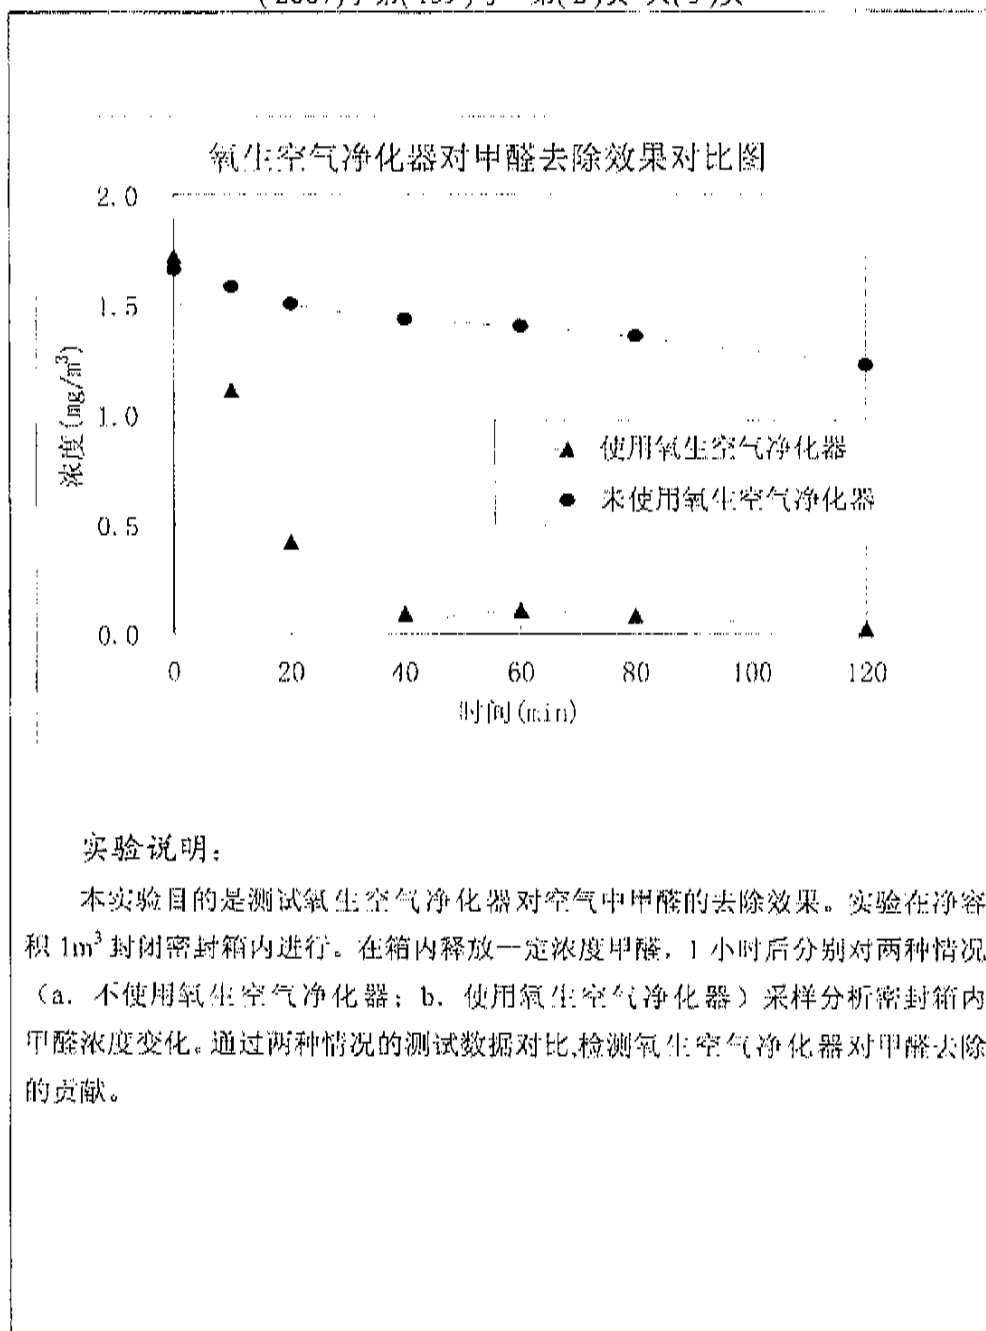 氧生空气净化器对甲醛去除效果对比图
2.0
1.5
1.0
0.5
0.0
浓度(mg/m³)
使用氧生空气净化器
未使用氧生空气净化器
0 20 40 60 80 100 120
时间(min)
实验说明：
本实验目的是测试氧生空气净化器对空气中甲醛的去除效果。实验在净容
积 1m³ 封闭密封箱内进行。在箱内释放一定浓度甲醛，1 小时后分别对两种情况
（a. 不使用氧生空气净化器；b. 使用氧生空气净化器）采样分析密封箱内
甲醛浓度变化。通过两种情况的测试数据对比,检测氧生空气净化器对甲醛去除
的贡献。